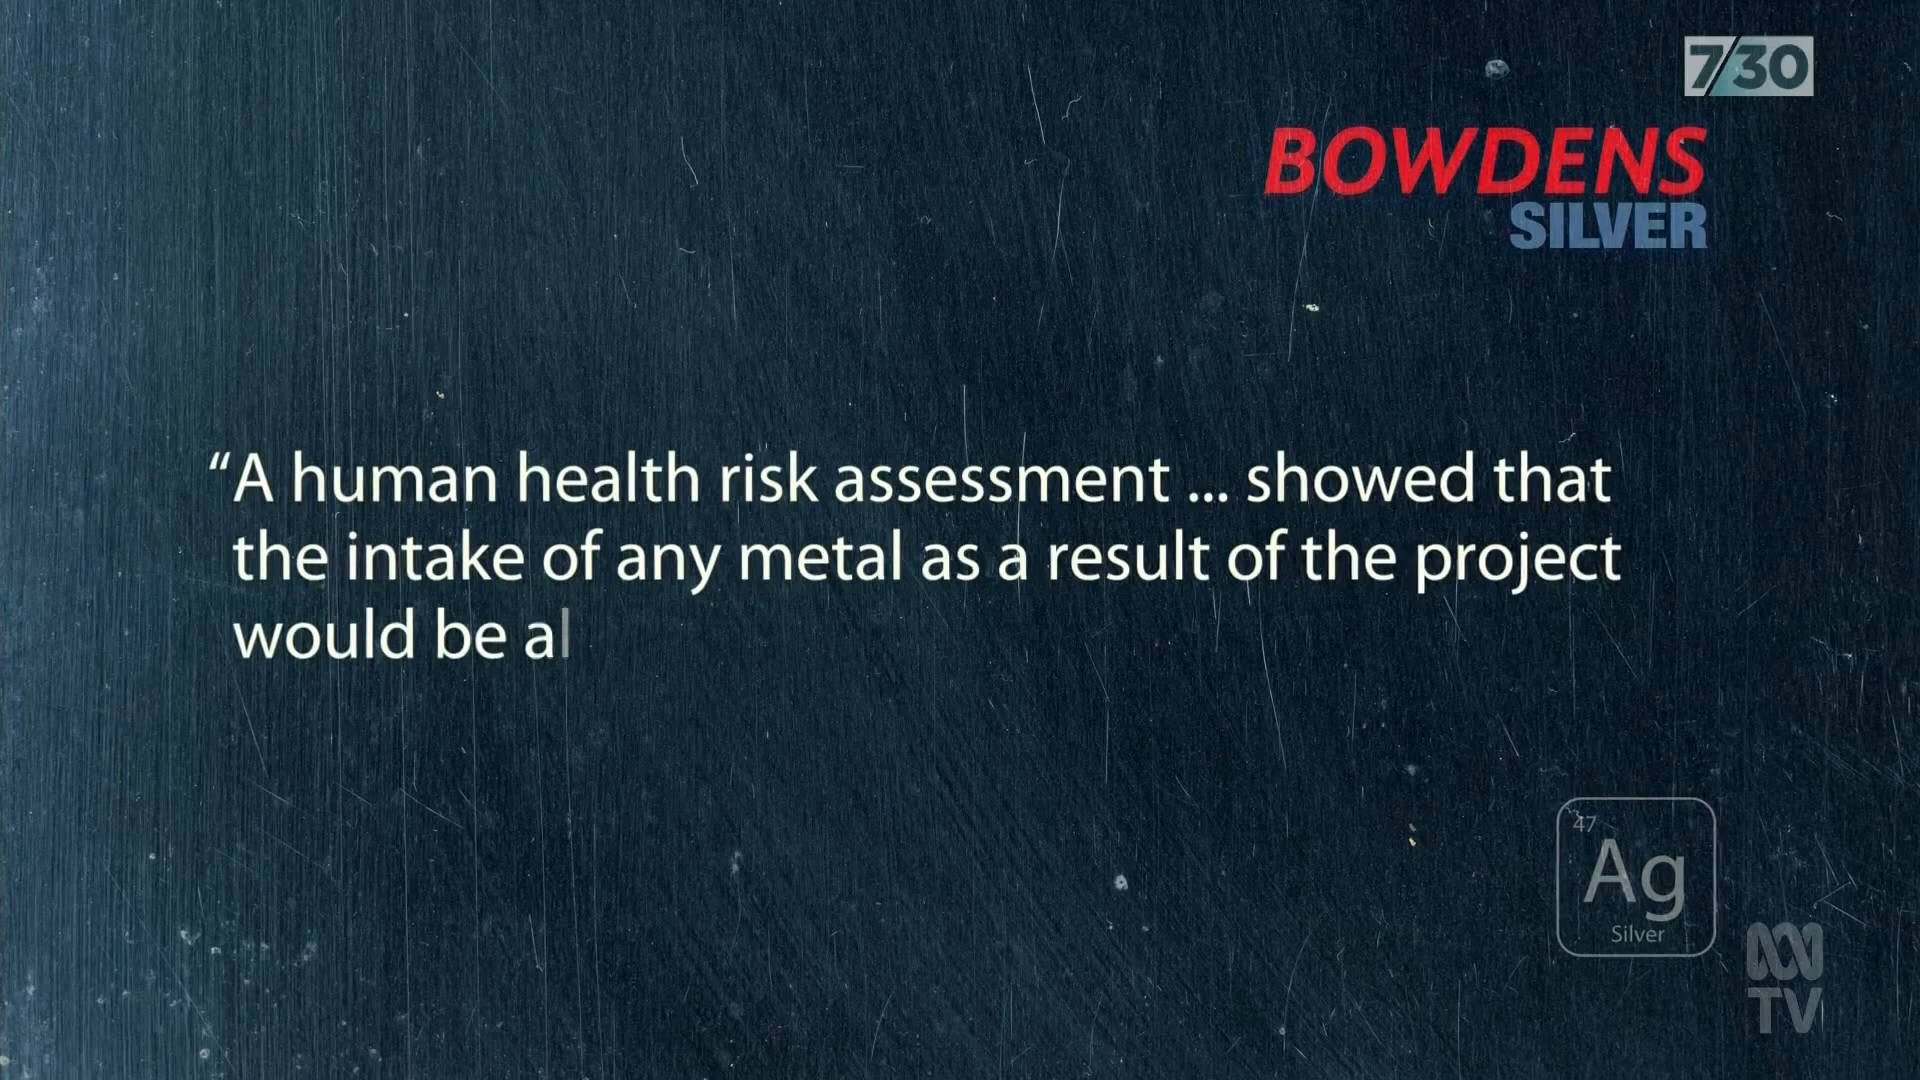 7/30
BOWDENS
SILVER
“A human health risk assessment ... showed that
the intake of any metal as a result of the project
would be al
47
Ag
Silver
TV